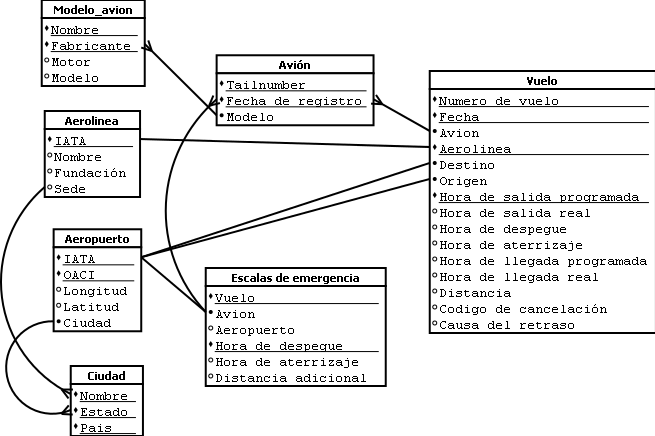 Modelo_avion
Nombre
Fabricante
Motor
Modelo
Avión
Tailnumber
Fecha de registro
Modelo
Vuelo
Numero de vuelo
Fecha
Avion
Aerolinea
Destino
Origen
Hora de salida programada
Hora de salida real
Hora de despegue
Hora de aterrizaje
Hora de llegada programada
Hora de llegada real
Distancia
Codigo de cancelación
Causa del retraso
Aerolinea
IATA
Nombre
Fundación
Sede
Aeropuerto
IATA
OACI
Longitud
Latitud
Ciudad
Escalas de emergencia
Vuelo
Avion
Aeropuerto
Hora de despegue
Hora de aterrizaje
Distancia adicional
Ciudad
Nombre
Estado
Pais